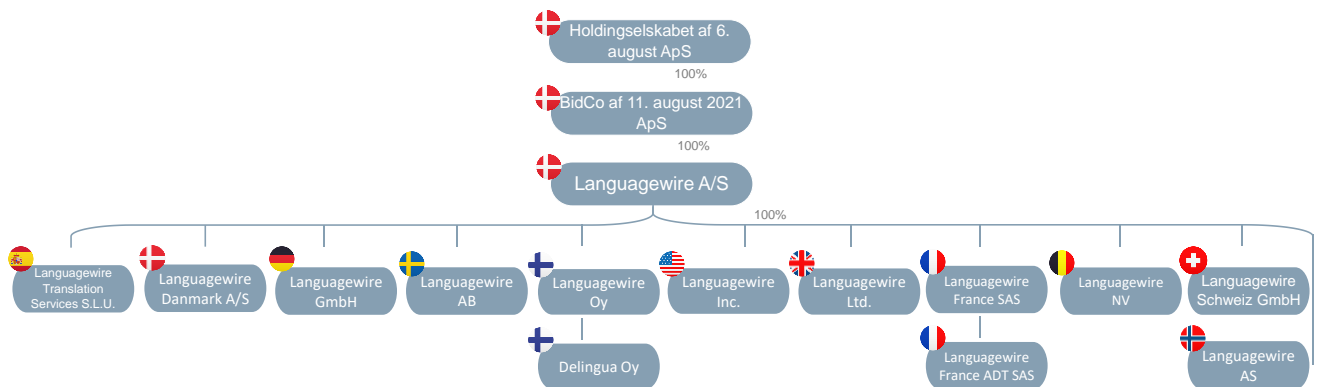 Holdingselskabet af 6.
august ApS
100%
BidCo af 11. august 2021
ApS
100%
Languagewire A/S
100%
Languagewire
Translation
Services S.L.U.
Languagewire
Danmark A/S
Languagewire
GmbH
Languagewire
AB
Languagewire
Oy
Languagewire
Inc.
Languagewire
Ltd.
Languagewire
France SAS
Languagewire
NV
Languagewire
Schweiz GmbH
Delingua Oy
Languagewire
France ADT SAS
Languagewire
AS